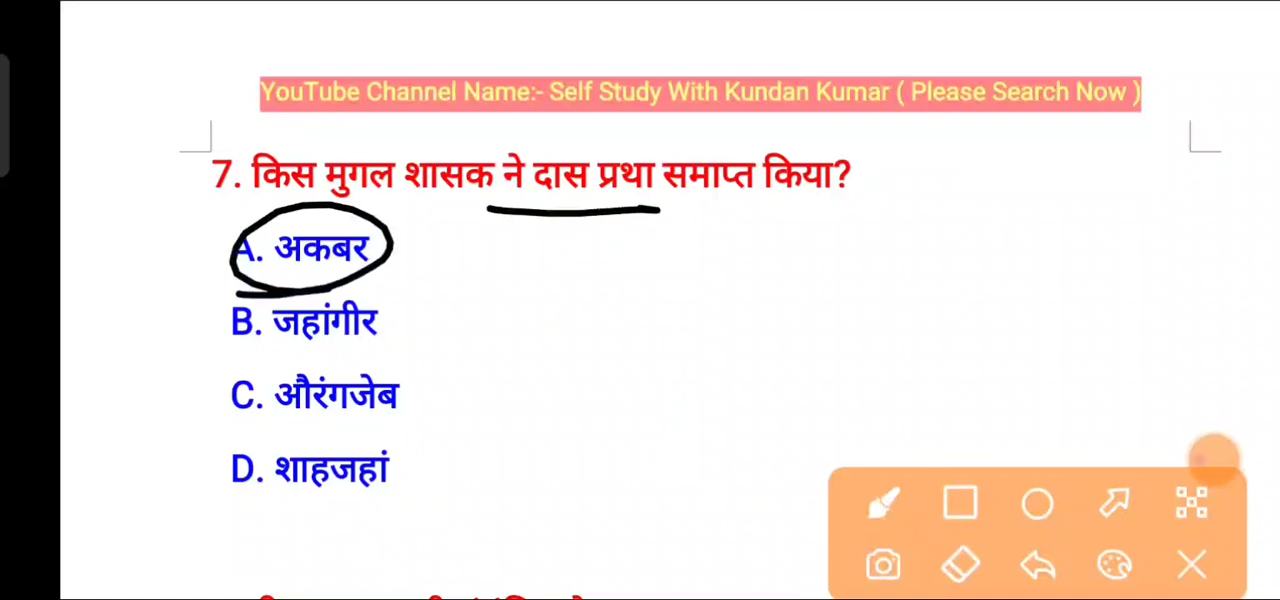 YouTube Channel Name:- Self Study With Kundan Kumar ( Please Search Now )
7. किस मुगल शासक ने दास प्रथा समाप्त किया?
A. अकबर
B. जहांगीर
C. औरंगजेब
D. शाहजहां